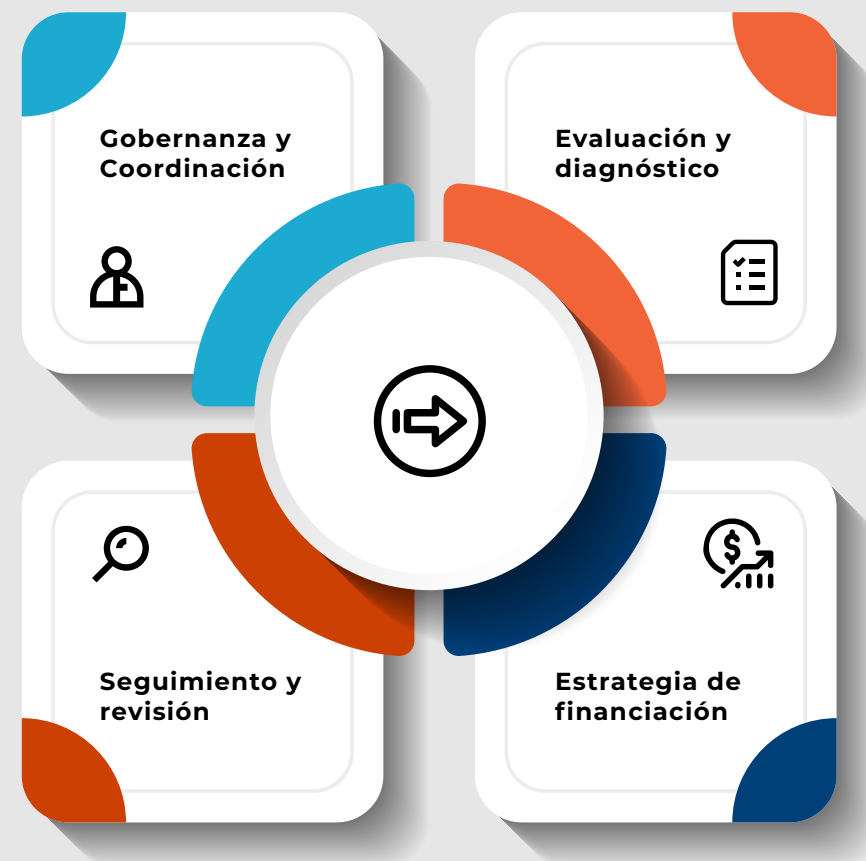 Gobernanza y
Coordinación
Evaluación y
diagnóstico
Seguimiento y
revisión
Estrategia de
financiación